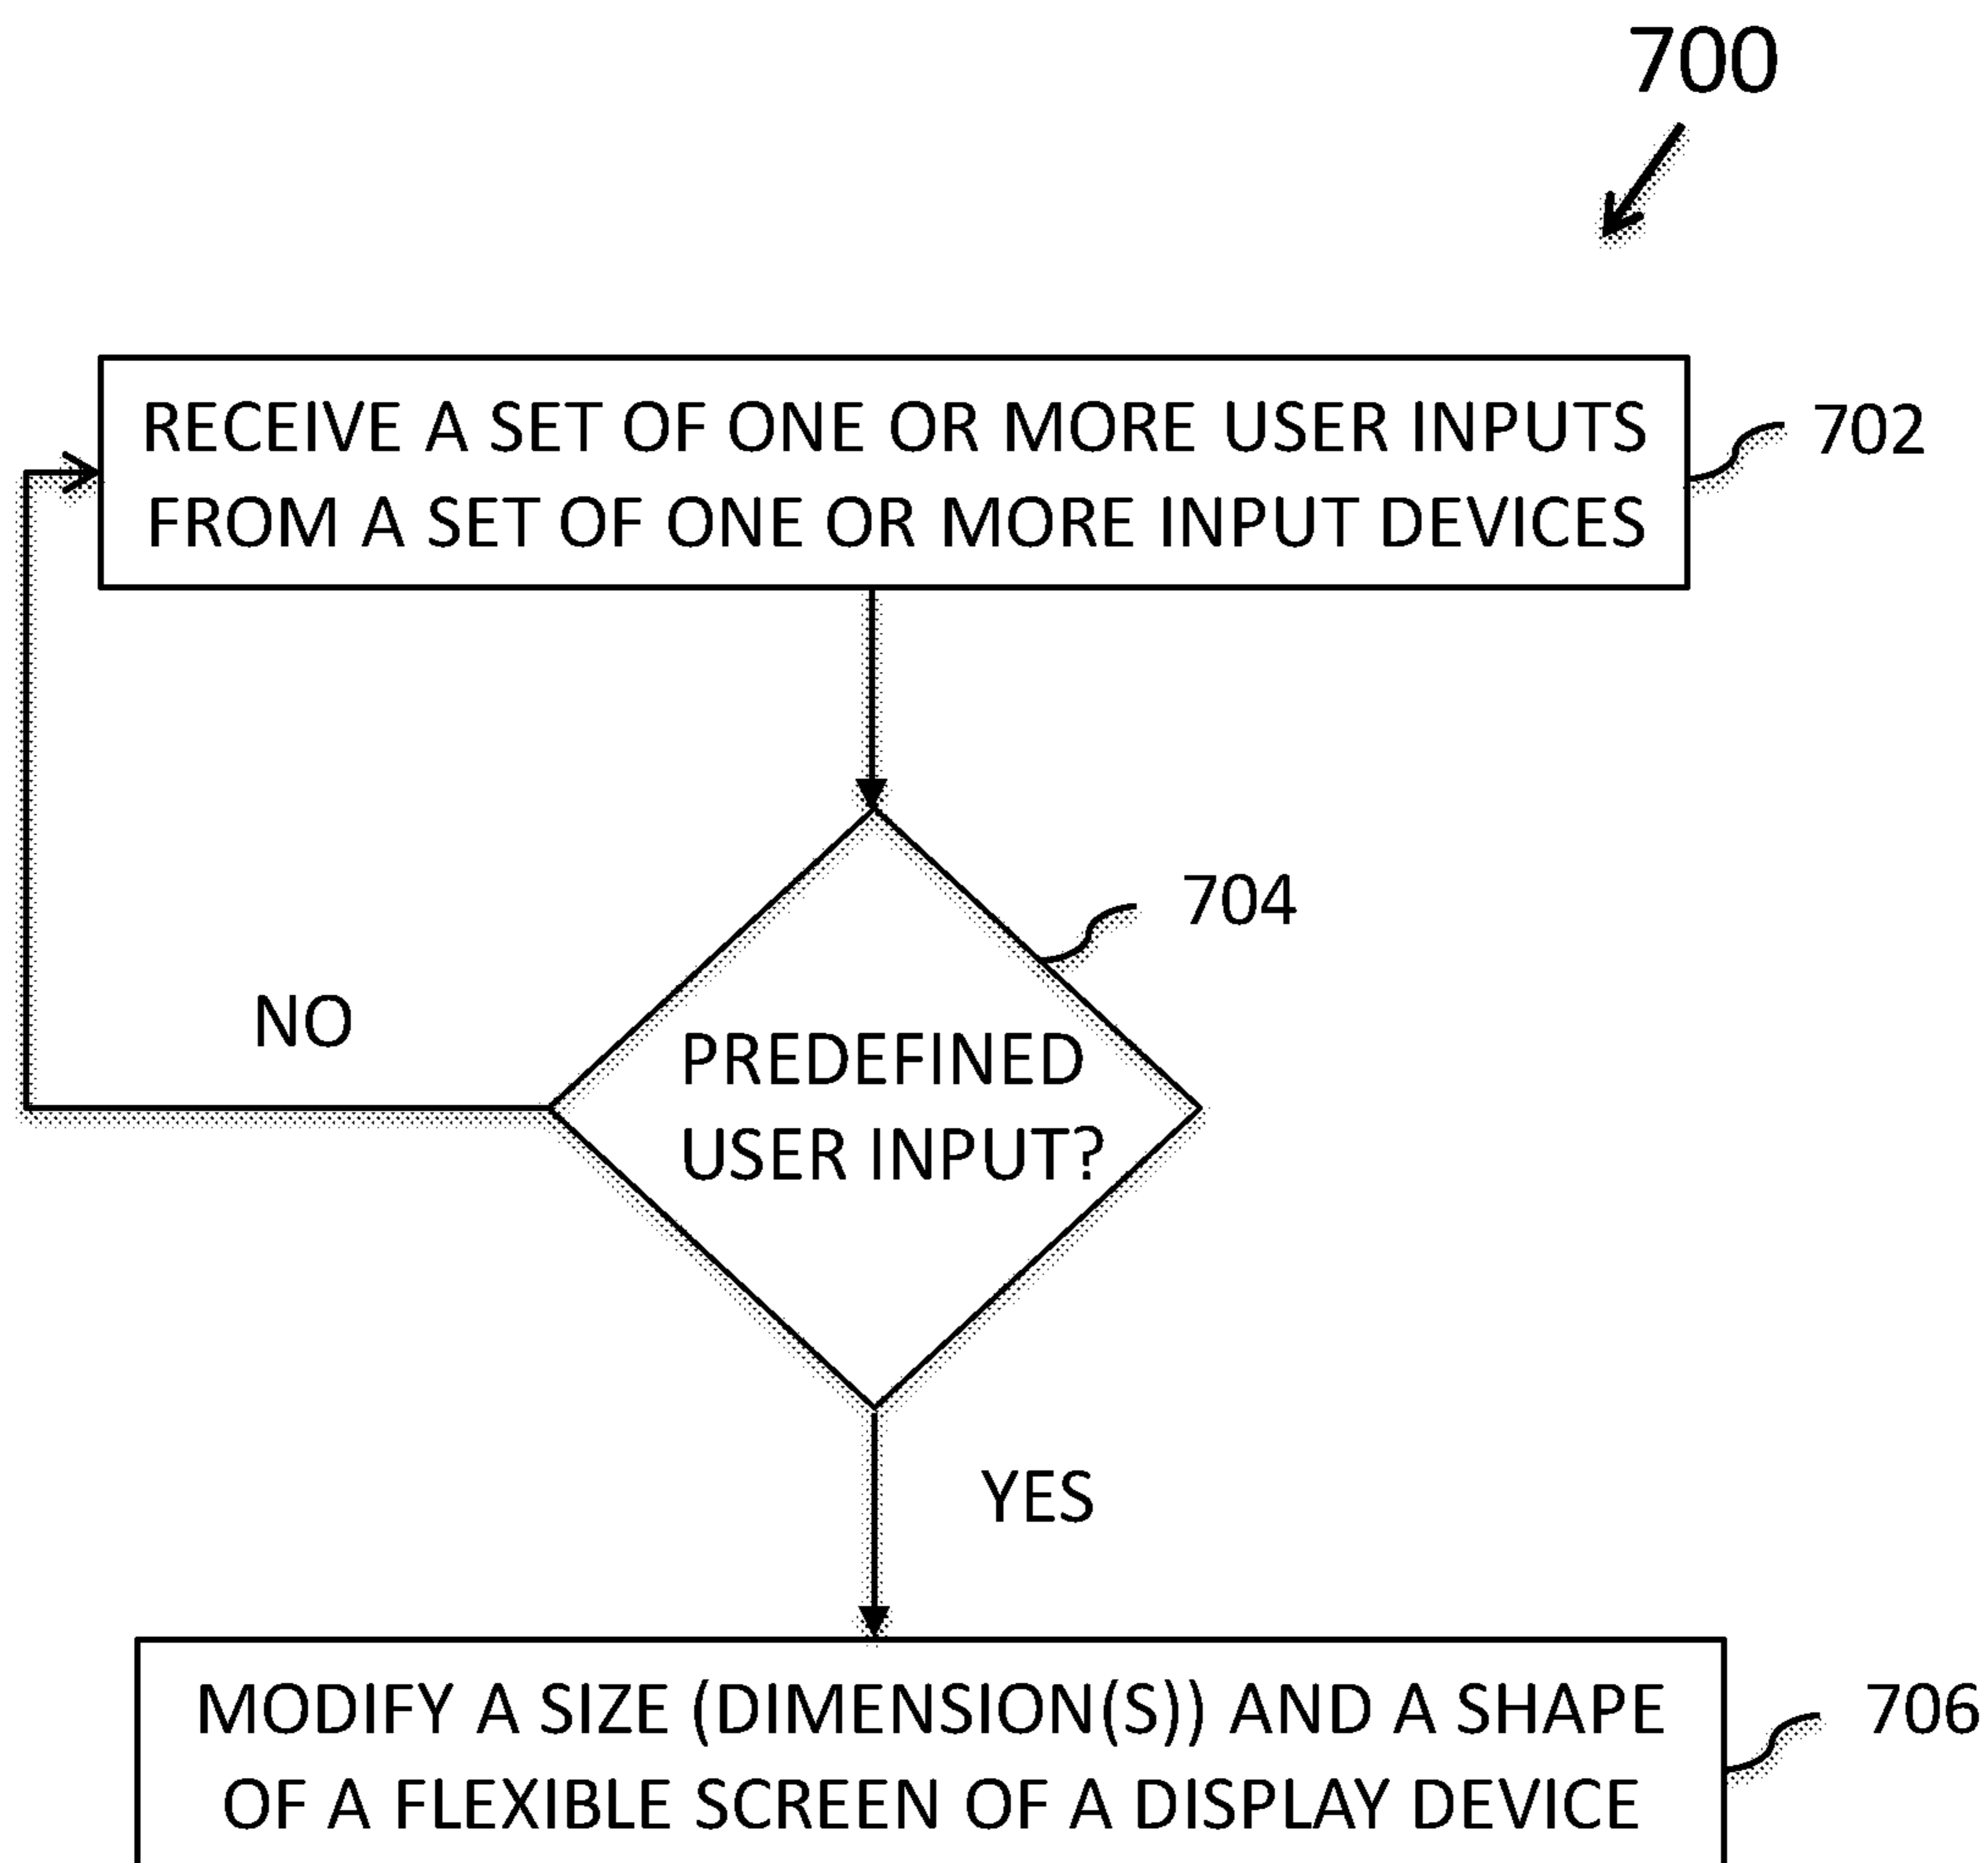 700
RECEIVE A SET OF ONE OR MORE USER INPUTS
FROM A SET OF ONE OR MORE INPUT DEVICES
702
704
NO
PREDEFINED
USER INPUT?
YES
MODIFY A SIZE (DIMENSION(S)) AND A SHAPE
OF A FLEXIBLE SCREEN OF A DISPLAY DEVICE
706